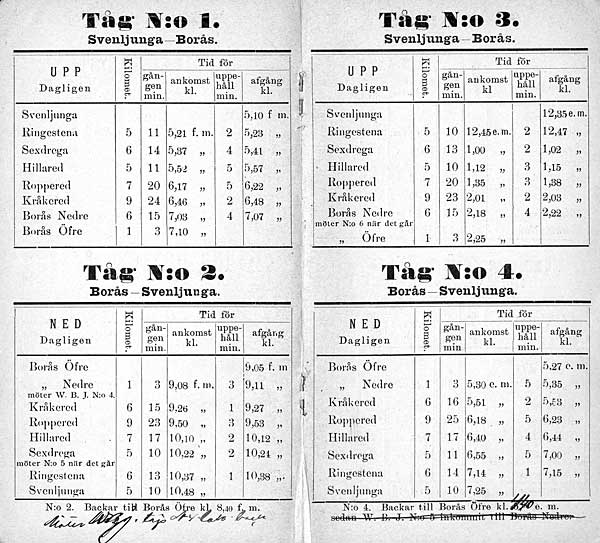 Tåg N:o 1.
Svenljunga—Borås.
UPP Dagligen Kilomet. Tid för
gången min. ankomst kl. uppehåll min. afgång kl.
Svenljunga 5,10 f m.
Ringestena 5 11 5,21 f. m. 2 5,23 „
Sexdrega 6 14 5,37 „ 4 5,41 „
Hillared 5 11 5,52 „ 5 5,57 „
Roppered 7 20 6,17 „ 5 6,22 „
Kråkered 9 24 6,46 „ 2 6,48 „
Borås Nedre 6 15 7,03 „ 4 7,07 „
Borås Öfre 1 3 7,10 „
Tåg N:o 2.
Borås—Svenljunga.
NED Dagligen Kilomet. Tid för
gången min. ankomst kl. uppehåll min. afgång kl.
Borås Öfre 9,05 f. m
„ Nedre 1 3 9,08 f. m. 3 9,11 „
möter W. B. J. N:o 4.
Kråkered 6 15 9,26 „ 1 9,27 „
Roppered 9 23 9,50 „ 3 9,53 „
Hillared 7 17 10,10 „ 2 10,12 „
Sexdrega 5 10 10,22 „ 2 10,24 „
möter N:o 5 när det går
Ringestena 6 13 10,37 „ 1 10,38 „
Svenljunga 5 10 10,48 „
N:o 2. Backar till Borås Öfre kl. 8,40 f. m.
Möter
Tåg N:o 3.
Svenljunga—Borås.
UPP Dagligen Kilomet. Tid för
gången min. ankomst kl. uppehåll min. afgång kl.
Svenljunga 12,35 e. m.
Ringestena 5 10 12,45 e. m. 2 12,47 „
Sexdrega 6 13 1,00 „ 2 1,02 „
Hillared 5 10 1,12 „ 3 1,15 „
Roppered 7 20 1,35 „ 3 1,38 „
Kråkered 9 23 2,01 „ 2 2,03 „
Borås Nedre 6 15 2,18 „ 4 2,22 „
möter N:o 6 när det går
„ Öfre 1 3 2,25 „
Tåg N:o 4.
Borås—Svenljunga.
NED Dagligen Kilomet. Tid för
gången min. ankomst kl. uppehåll min. afgång kl.
Borås Öfre 5,27 e. m.
„ Nedre 1 3 5,30 e. m. 5 5,35 „
Kråkered 6 16 5,51 „ 2 5,53 „
Roppered 9 25 6,18 „ 5 6,23 „
Hillared 7 17 6,40 „ 4 6,44 „
Sexdrega 5 11 6,55 „ 5 7,00 „
Ringestena 6 14 7,14 „ 1 7,15 „
Svenljunga 5 10 7,25 „
N:o 4. Backar till Borås Öfre kl. e. m.
sedan W. B. J. N:o 5 inkommit till Borås Nedre.